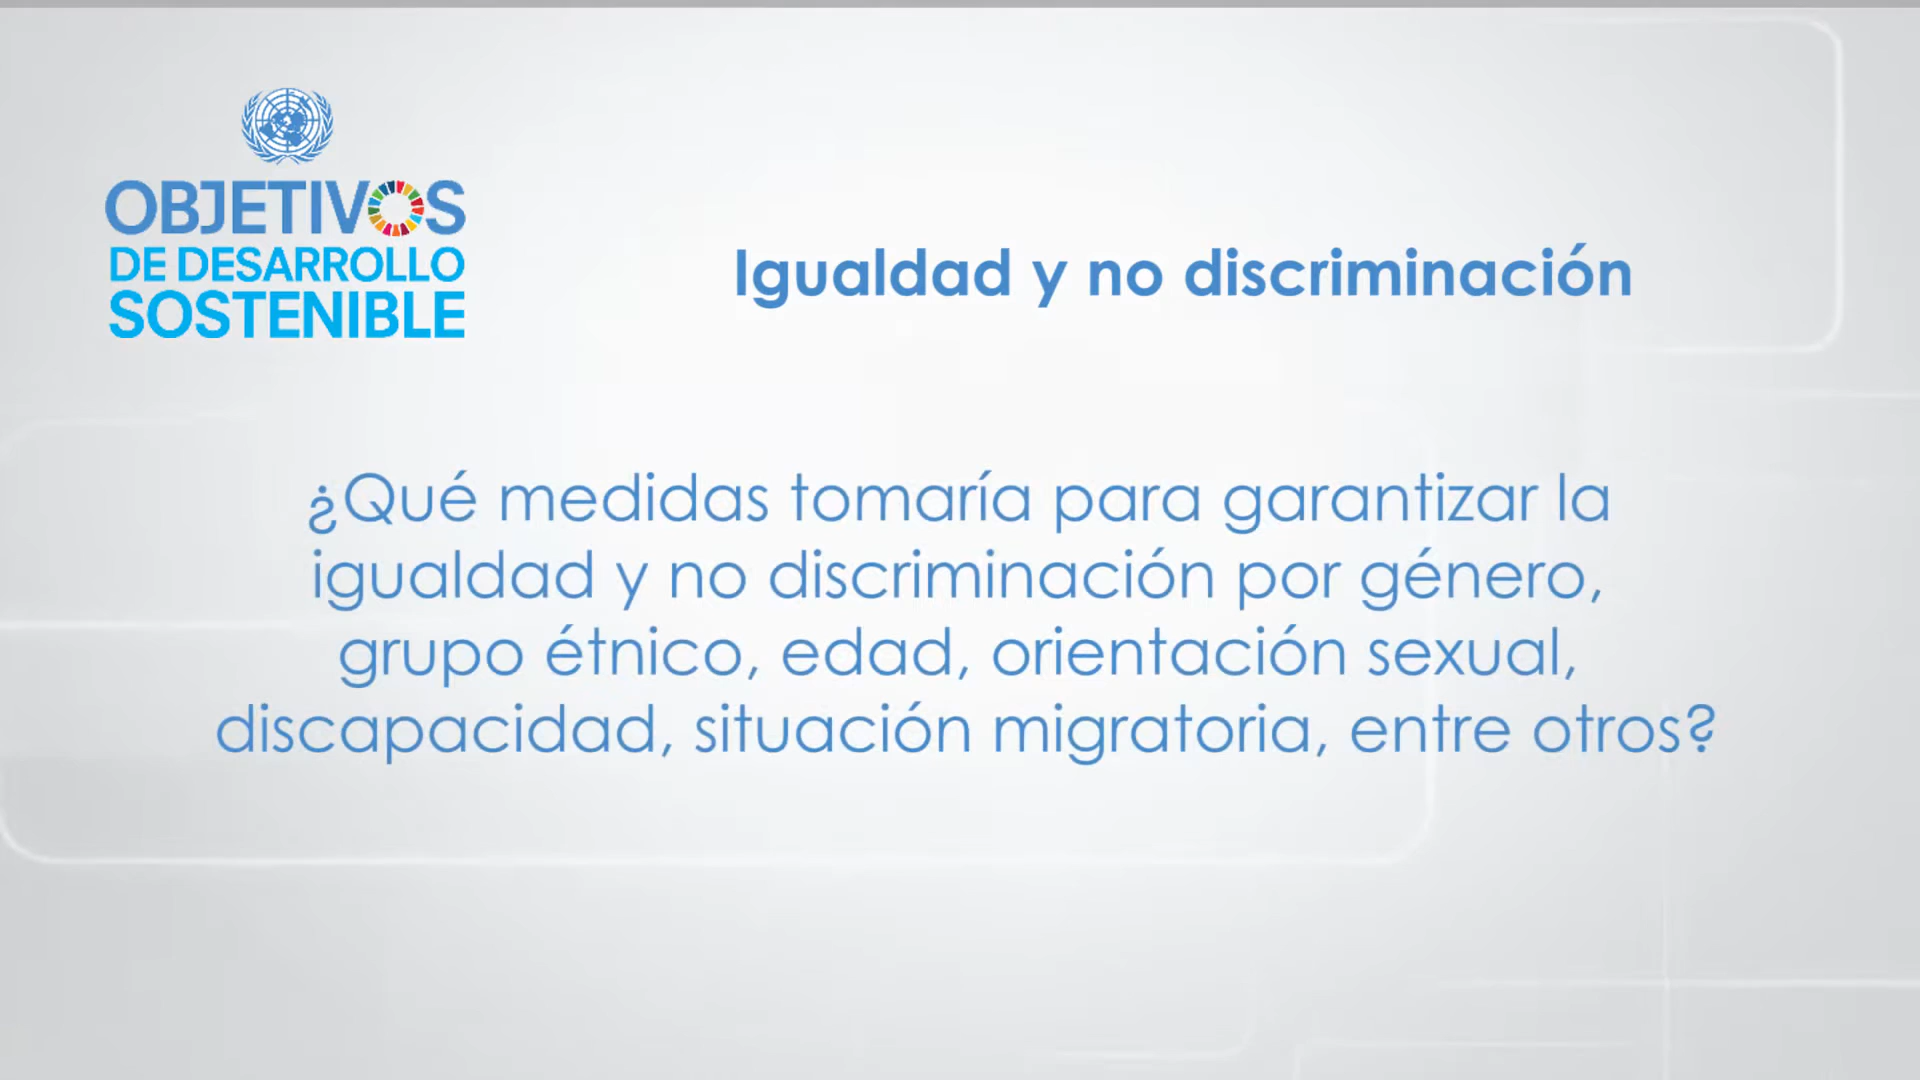 OBJETIVOS
DE DESARROLLO
SOSTENIBLE
Igualdad y no discriminación
¿Qué medidas tomaría para garantizar la
igualdad y no discriminación por género,
grupo étnico, edad, orientación sexual,
discapacidad, situación migratoria, entre otros?